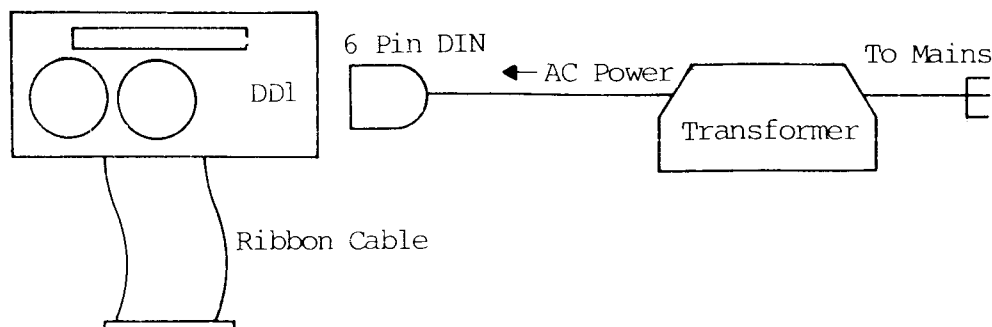 6 Pin DIN
AC Power
To Mains
DD1
Transformer
Ribbon Cable